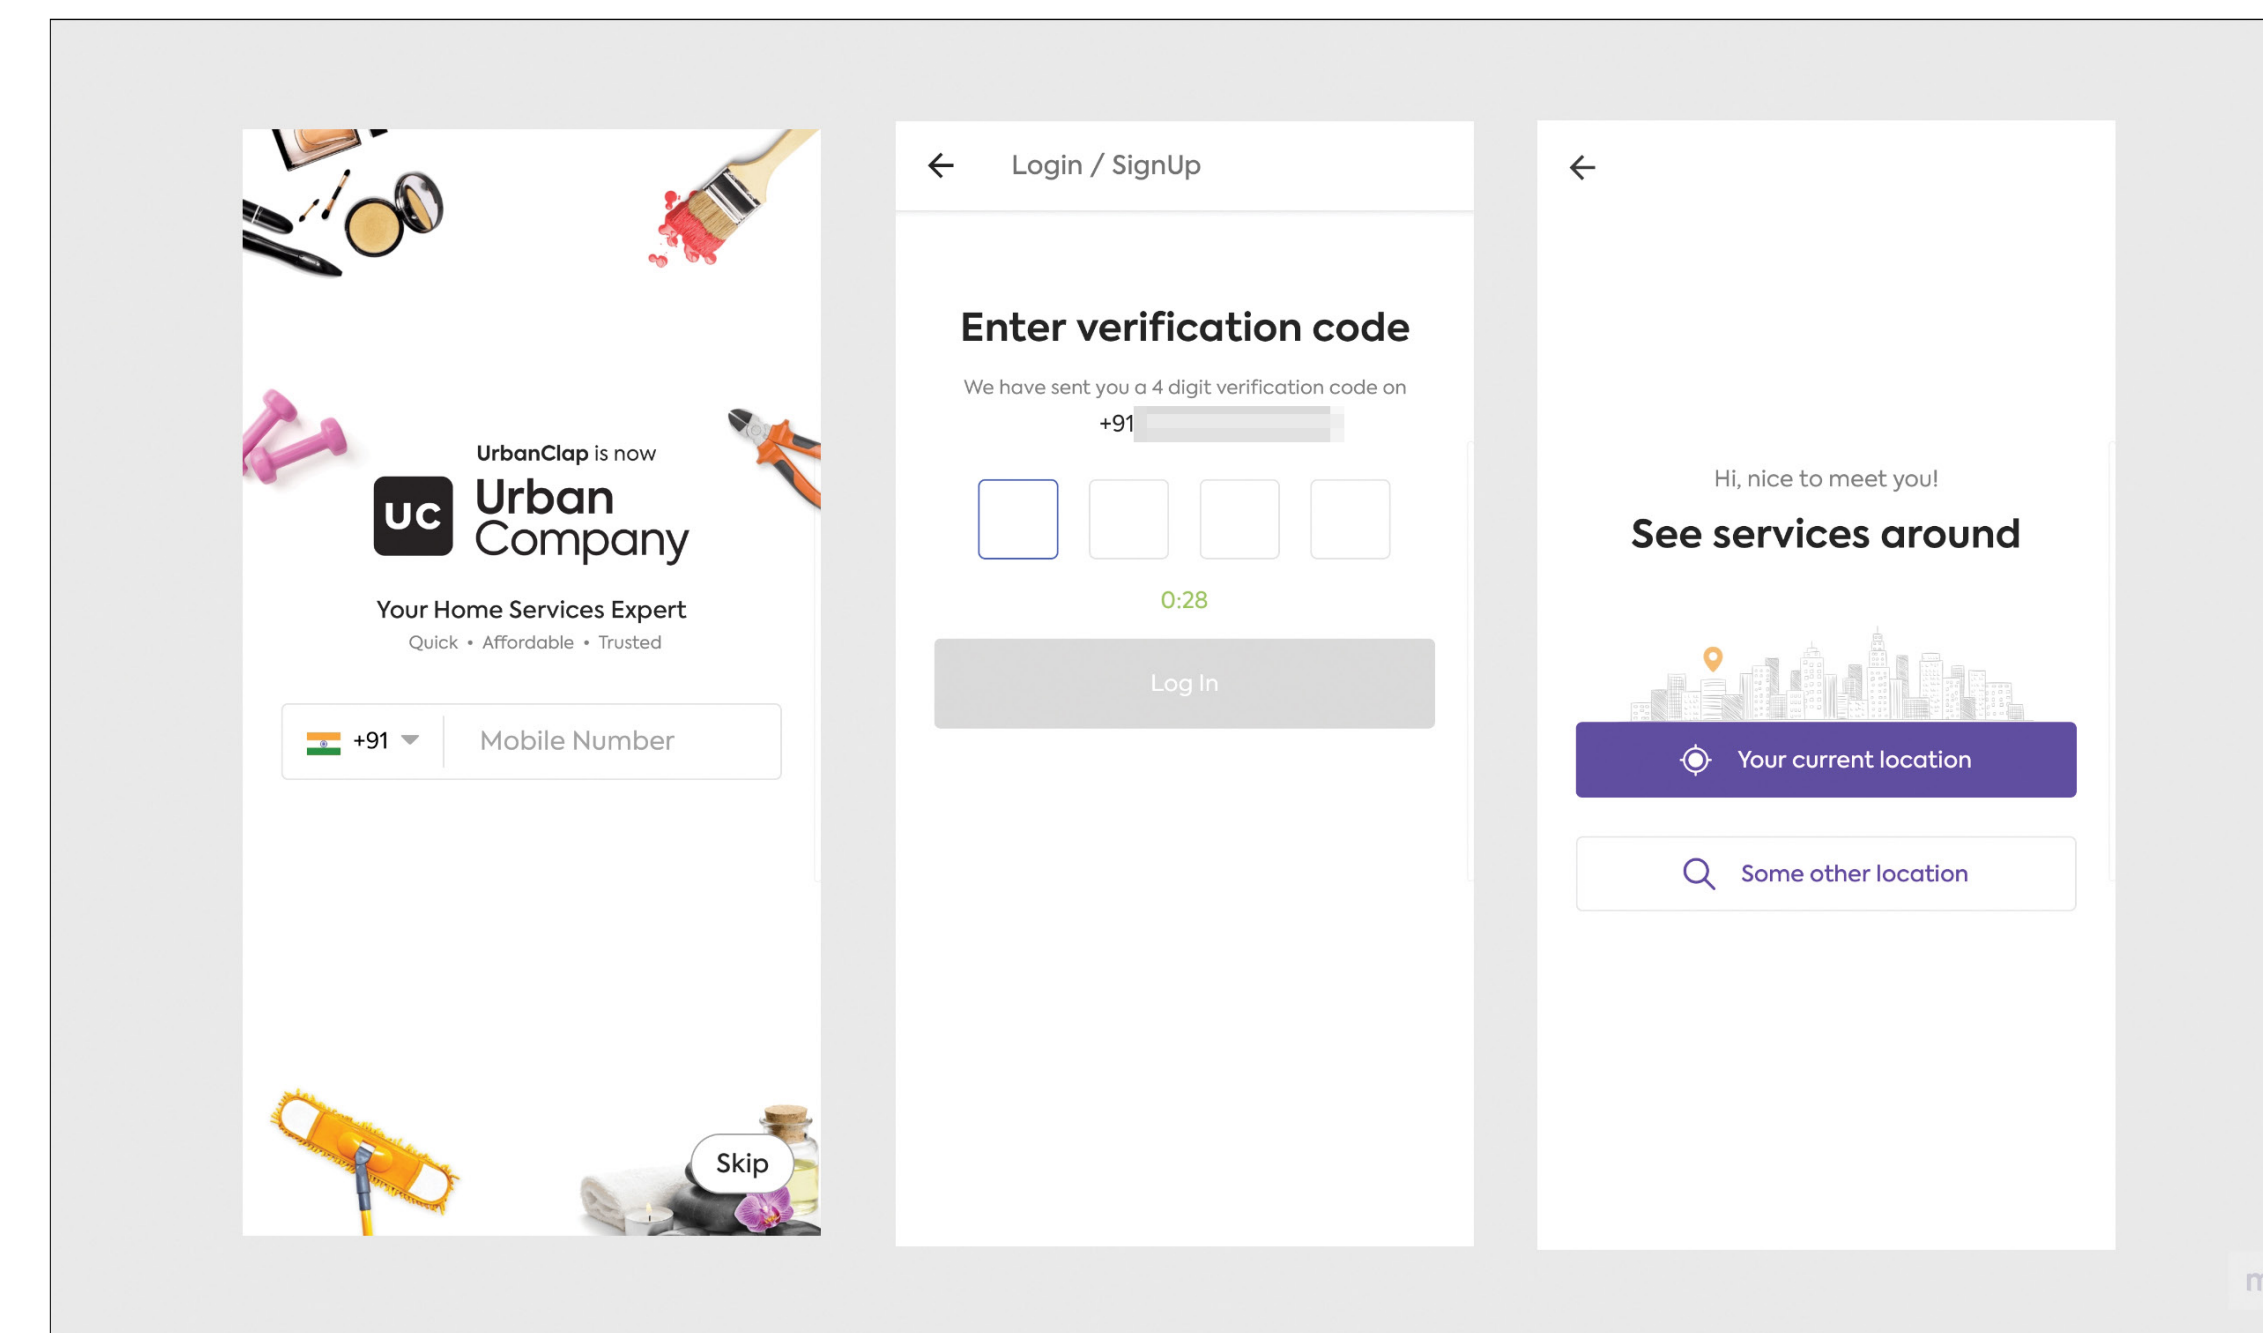 UrbanClap is now
UC
Urban
Company
Your Home Services Expert
Quick • Affordable • Trusted
+91
Mobile Number
Skip
Login / SignUp
Enter verification code
We have sent you a 4 digit verification code on
+91
0:28
Log In
Hi, nice to meet you!
See services around
Your current location
Some other location